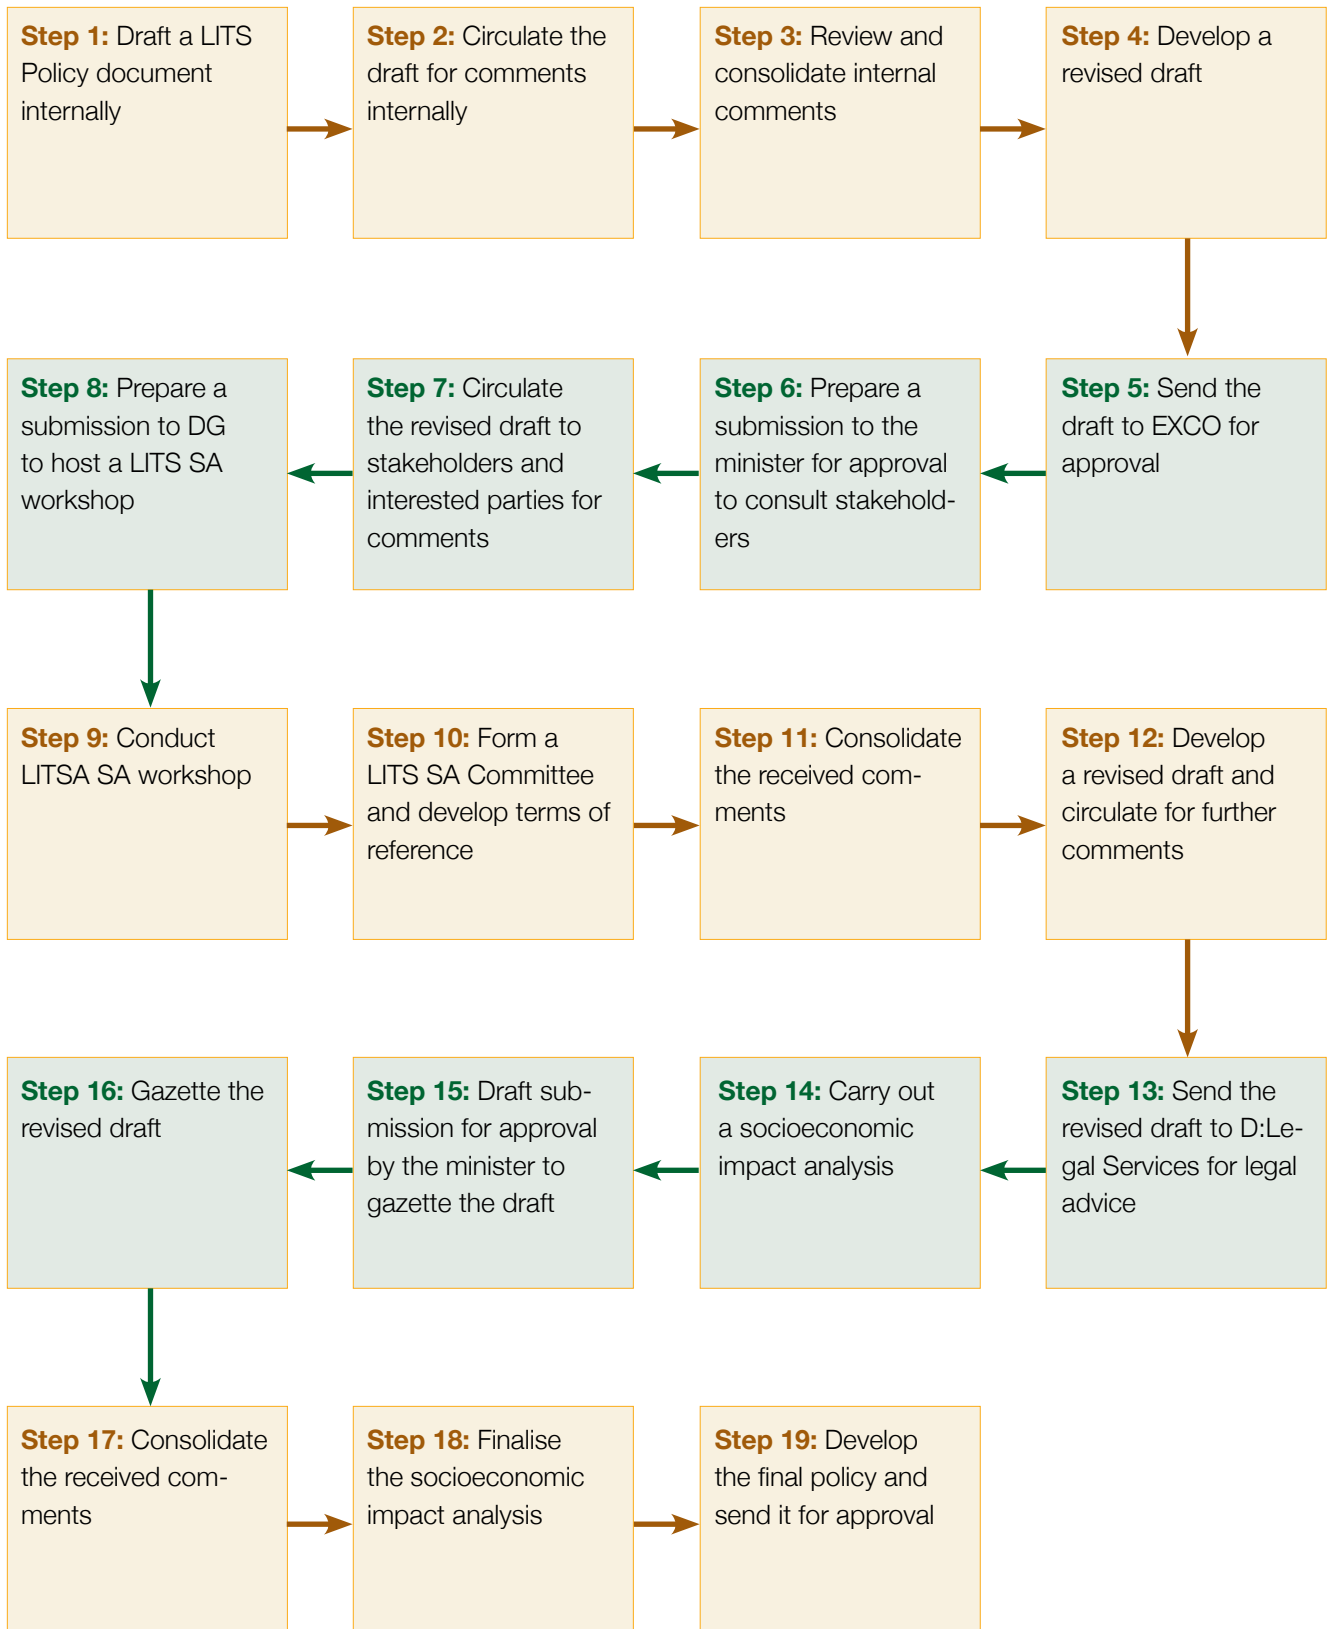 Step 1: Draft a LITS
Policy document
internally
Step 2: Circulate the
draft for comments
internally
Step 3: Review and
consolidate internal
comments
Step 4: Develop a
revised draft
Step 5: Send the
draft to EXCO for
approval
Step 6: Prepare a
submission to the
minister for approval
to consult stakehold-
ers
Step 7: Circulate
the revised draft to
stakeholders and
interested parties for
comments
Step 8: Prepare a
submission to DG
to host a LITS SA
workshop
Step 9: Conduct
LITSA SA workshop
Step 10: Form a
LITS SA Committee
and develop terms of
reference
Step 11: Consolidate
the received com-
ments
Step 12: Develop
a revised draft and
circulate for further
comments
Step 13: Send the
revised draft to D:Le-
gal Services for legal
advice
Step 14: Carry out
a socioeconomic
impact analysis
Step 15: Draft sub-
mission for approval
by the minister to
gazette the draft
Step 16: Gazette the
revised draft
Step 17: Consolidate
the received com-
ments
Step 18: Finalise
the socioeconomic
impact analysis
Step 19: Develop
the final policy and
send it for approval